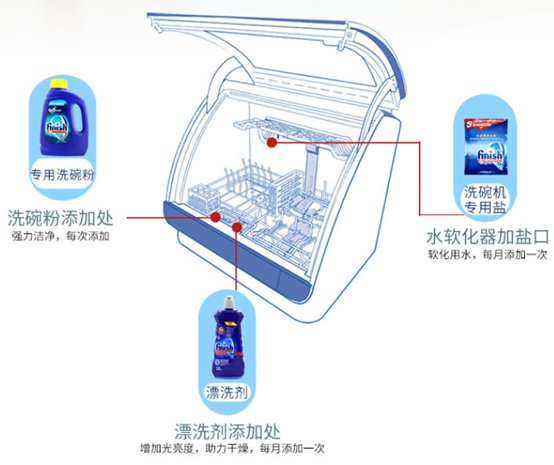 finish
专用洗碗粉
洗碗粉添加处
强力洁净，每次添加
finish
洗碗机
专用盐
水软化器加盐口
软化用水，每月添加一次
finish
漂洗剂
漂洗剂添加处
增加光亮度，助力干燥，每月添加一次